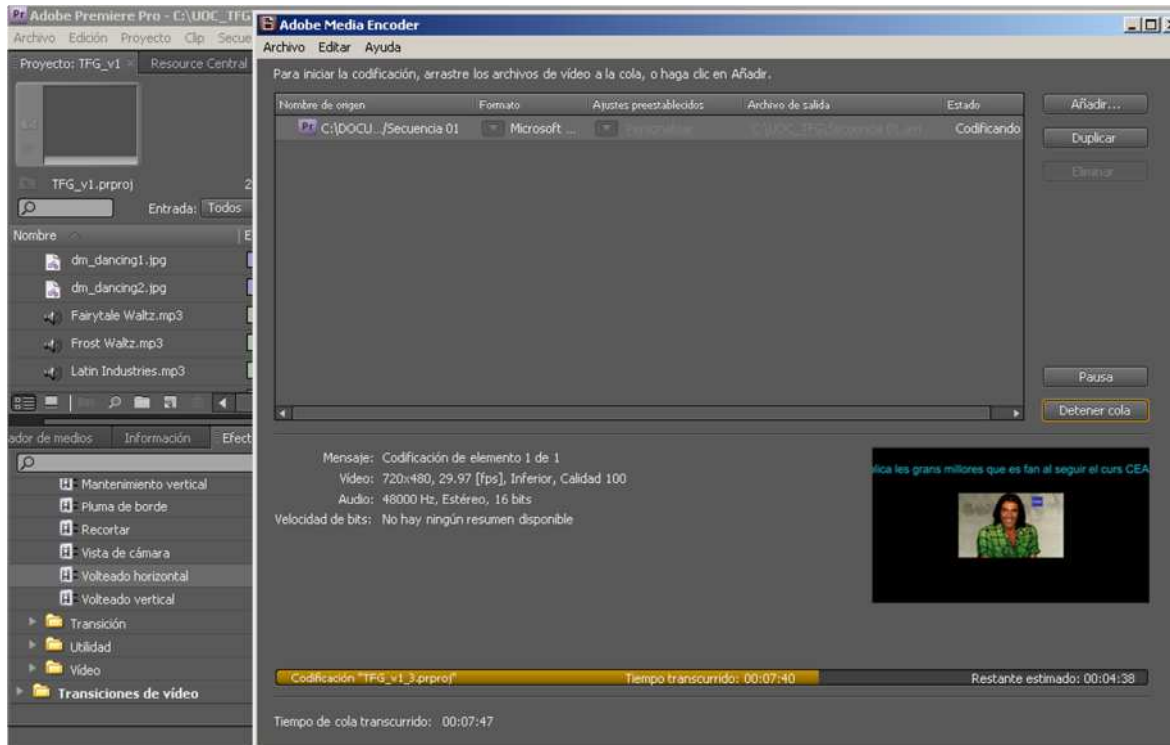 Adobe Premiere Pro - C:\UOC_TFG
Archivo Edición Proyecto Clip Secue
Proyecto: TFG_v1 Resource Central
TFG_v1.prproj 2
Entrada: Todos
Nombre E
dm_dancing1.jpg
dm_dancing2.jpg
Fairytale Waltz.mp3
Frost Waltz.mp3
Latin Industries.mp3
ador de medios Información Efect
Mantenimiento vertical
Pluma de borde
Recortar
Vista de cámara
Volteado horizontal
Volteado vertical
Transición
Utilidad
Vídeo
Transiciones de vídeo
Adobe Media Encoder
Archivo Editar Ayuda
Para iniciar la codificación, arrastre los archivos de vídeo a la cola, o haga clic en Añadir.
Nombre de origen Formato Ajustes preestablecidos Archivo de salida Estado
C:\DOCU.../Secuencia 01 Microsoft ... Personalizar Codificando
Añadir...
Duplicar
Eliminar
Pausa
Detener cola
Mensaje: Codificación de elemento 1 de 1
Vídeo: 720x480, 29.97 [fps], Inferior, Calidad 100
Audio: 48000 Hz, Estéreo, 16 bits
Velocidad de bits: No hay ningún resumen disponible
plica les grans millores que es fan al seguir el curs CEA
Codificación "TFG_v1_3.prproj" Tiempo transcurrido: 00:07:40 Restante estimado: 00:04:38
Tiempo de cola transcurrido: 00:07:47